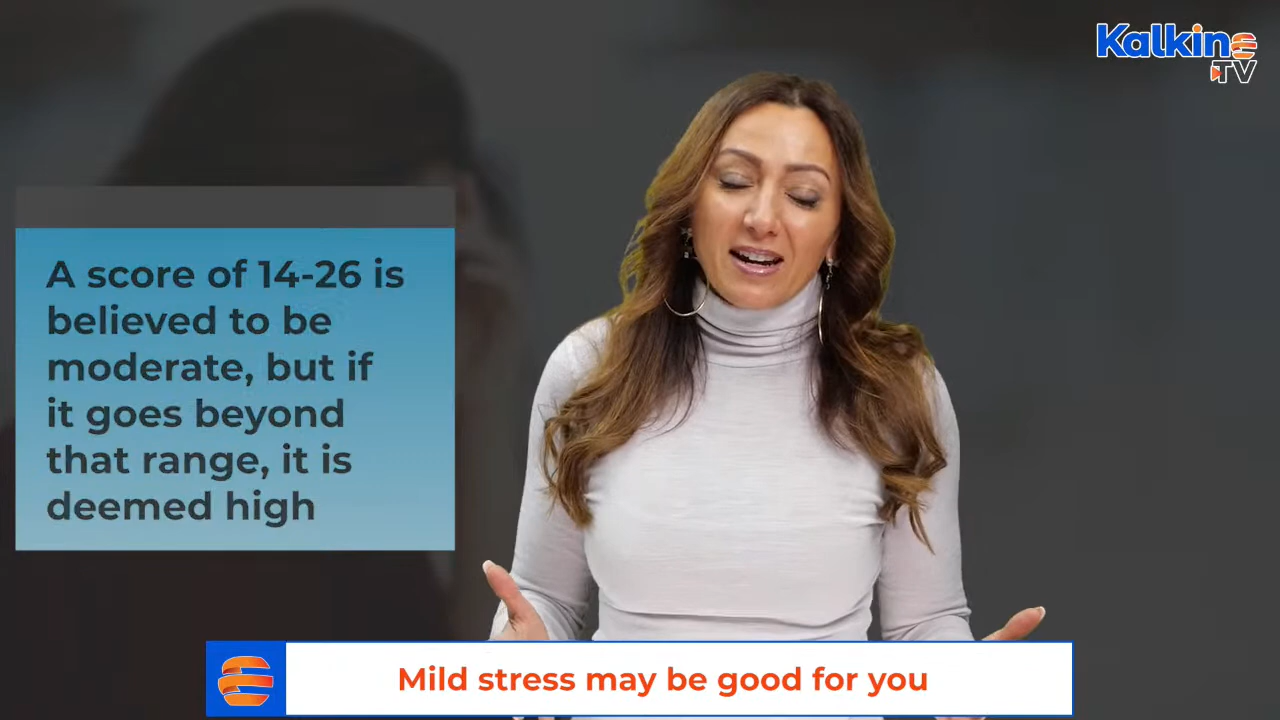 Kalkine
TV
A score of 14-26 is
believed to be
moderate, but if
it goes beyond
that range, it is
deemed high
Mild stress may be good for you